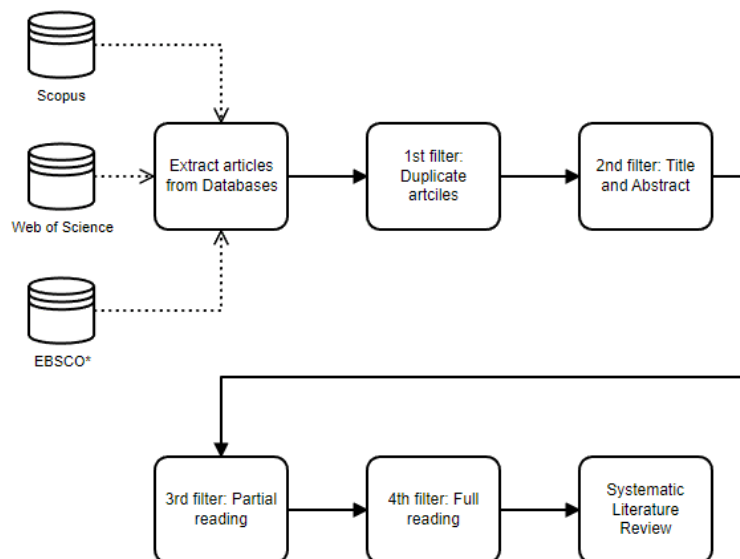 Scopus
Extract articles
from Databases
1st filter:
Duplicate
artciles
2nd filter: Title
and Abstract
Web of Science
EBSCO*
3rd filter: Partial
reading
4th filter: Full
reading
Systematic
Literature
Review